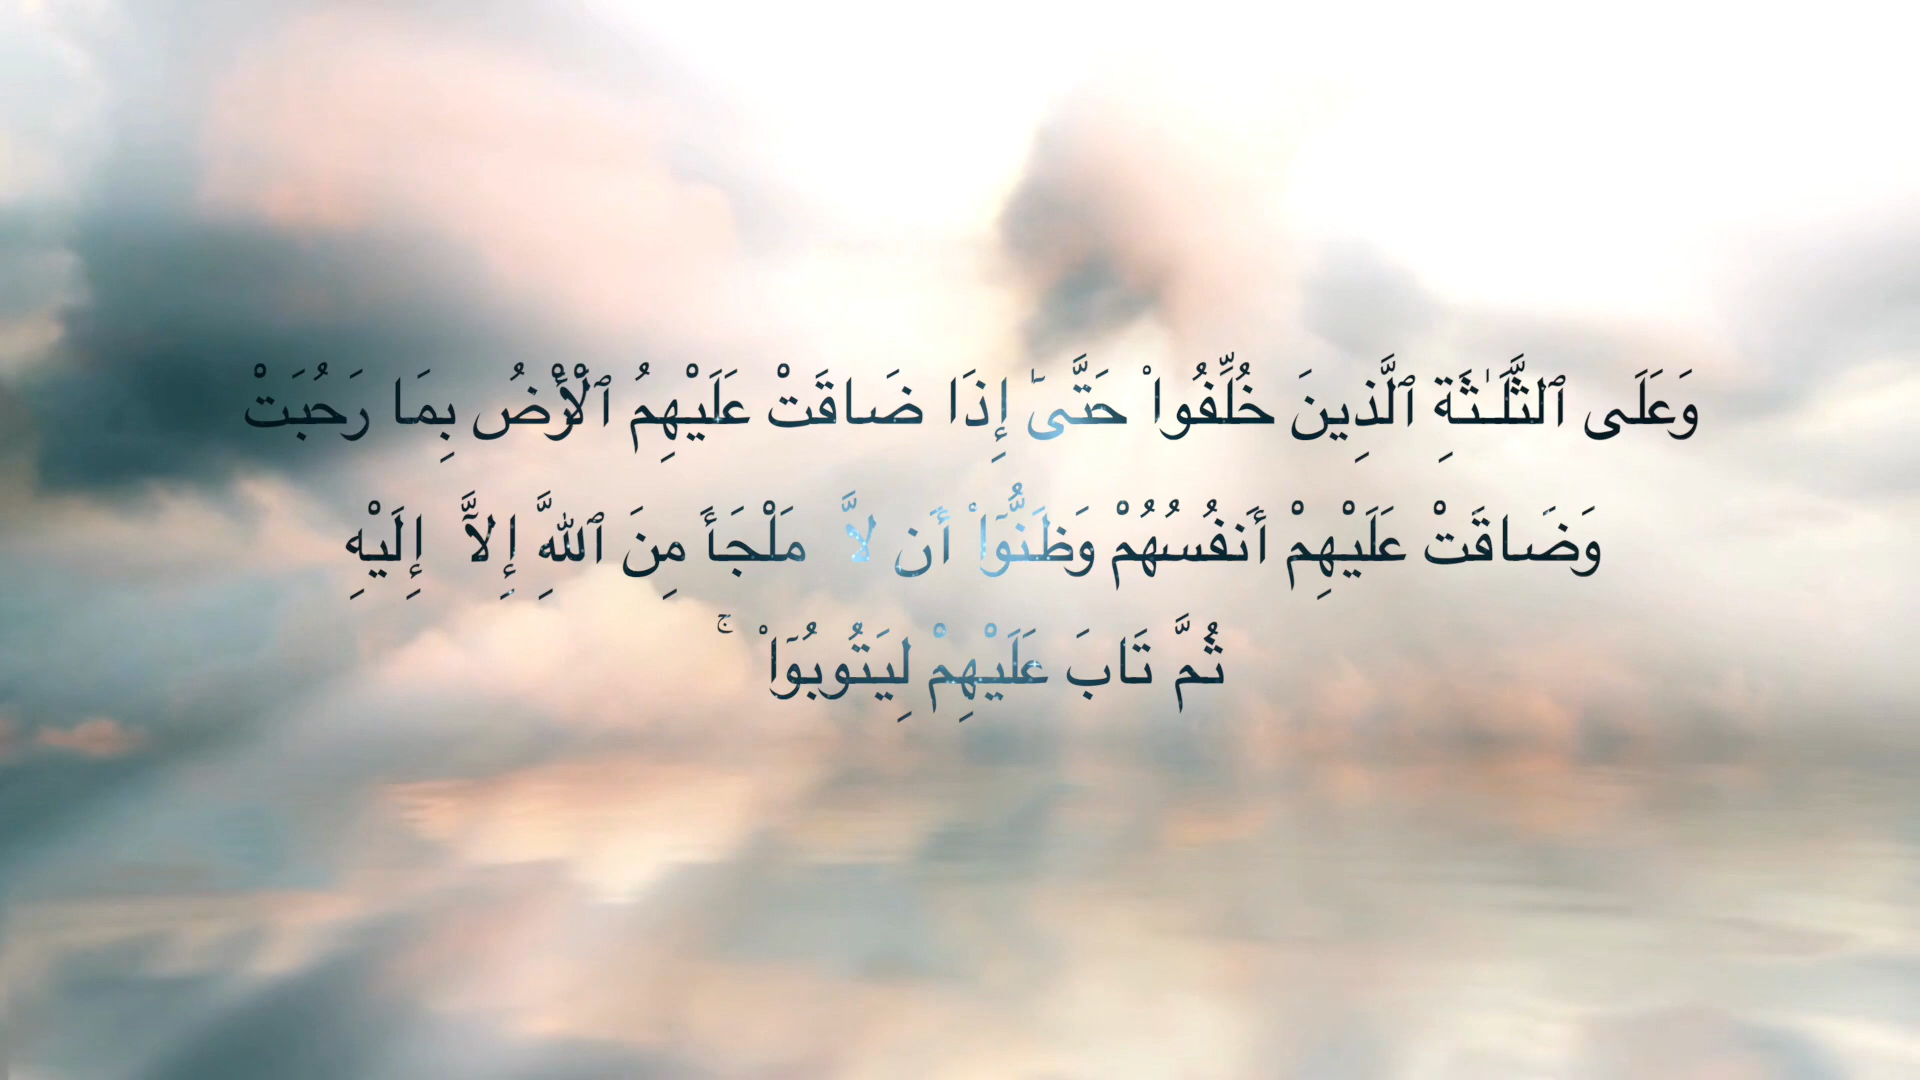 وَعَلَى ٱلثَّلَـٰثَةِ ٱلَّذِينَ خُلِّفُوا۟ حَتَّىٰٓ إِذَا ضَاقَتْ عَلَيْهِمُ ٱلْأَرْضُ بِمَا رَحُبَتْ
وَضَاقَتْ عَلَيْهِمْ أَنفُسُهُمْ وَظَنُّوٓا۟ أَن لَّا مَلْجَأَ مِنَ ٱللَّهِ إِلَّآ إِلَيْهِ
ثُمَّ تَابَ عَلَيْهِمْ لِيَتُوبُوٓا۟ ۚ